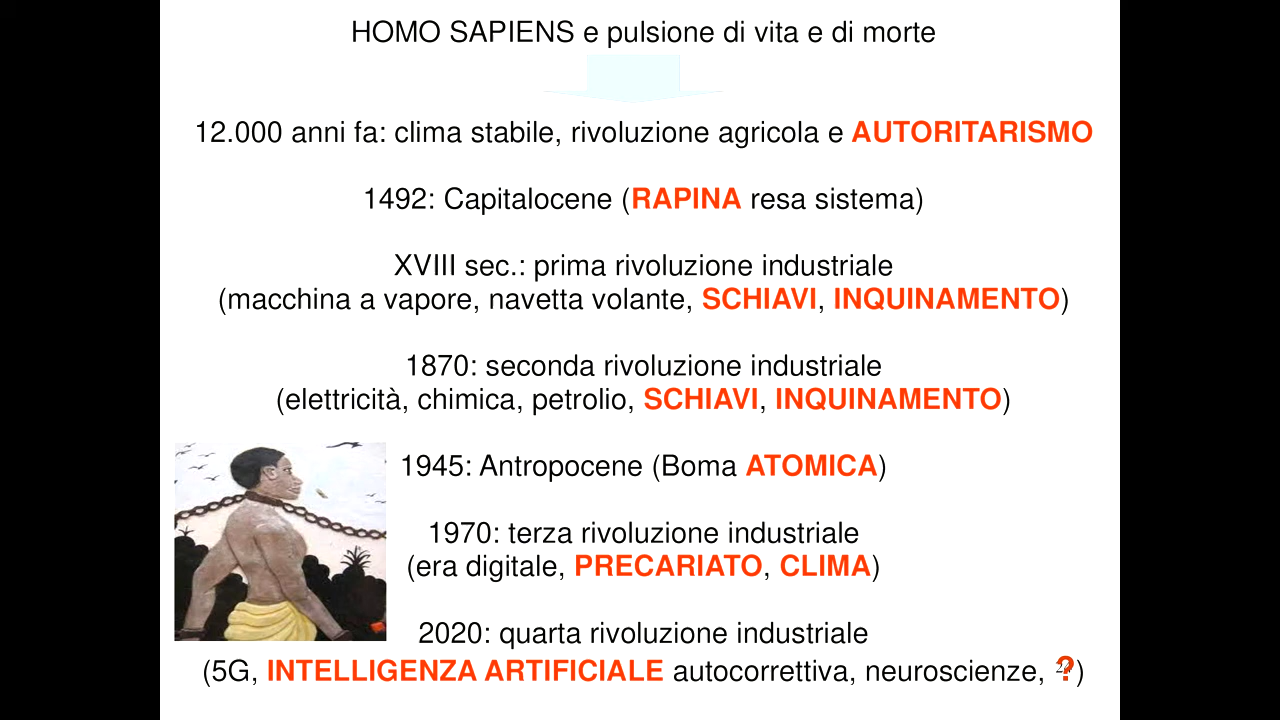 HOMO SAPIENS e pulsione di vita e di morte
12.000 anni fa: clima stabile, rivoluzione agricola e AUTORITARISMO
1492: Capitalocene (RAPINA resa sistema)
XVIII sec.: prima rivoluzione industriale
(macchina a vapore, navetta volante, SCHIAVI, INQUINAMENTO)
1870: seconda rivoluzione industriale
(elettricità, chimica, petrolio, SCHIAVI, INQUINAMENTO)
1945: Antropocene (Boma ATOMICA)
1970: terza rivoluzione industriale
(era digitale, PRECARIATO, CLIMA)
2020: quarta rivoluzione industriale
(5G, INTELLIGENZA ARTIFICIALE autocorrettiva, neuroscienze, ?)